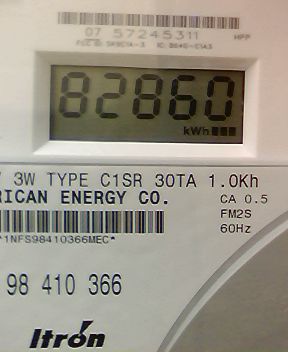 07 57245311
HPP
82860
kWh
3W TYPE C1SR 30TA 1.0Kh
RICAN ENERGY CO.
CA 0.5
FM2S
60Hz
*1NFS98410366MEC*
98 410 366
Itron